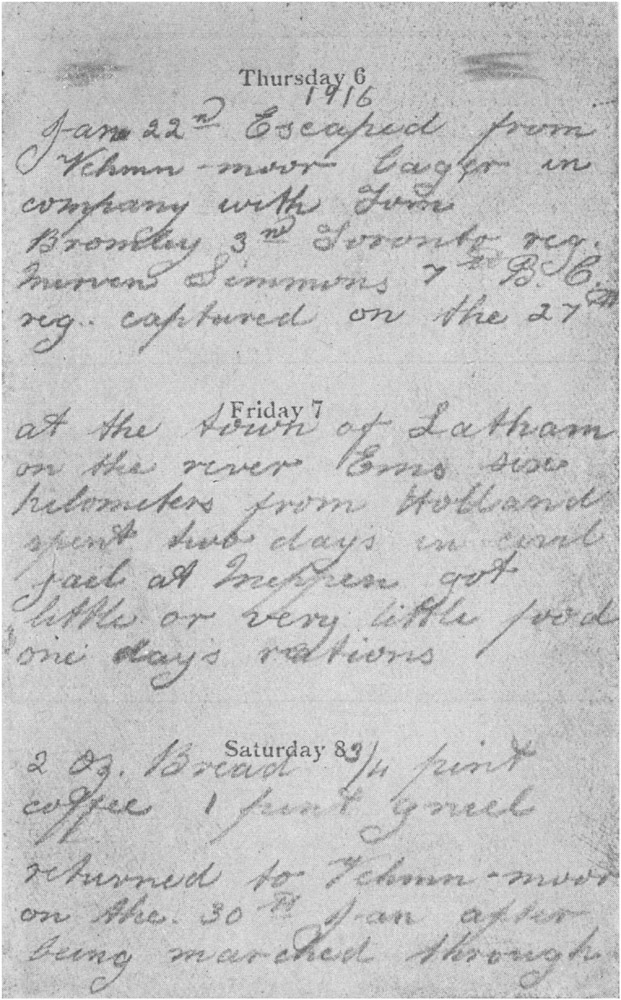 Thursday 6
1916
Jan 22nd Escaped from
Vehmn-moor lager in
company with Tom
Bromley 3rd Toronto reg.
Merven Simmons 7th B.C.
reg. captured on the 27th
Friday 7
at the town of Latham
on the river Ems six
kilometers from Holland
spent two days in civil
jail at Meppen got
little or very little food
one days rations
Saturday 8
2 oz. Bread 3/4 pint
coffee 1 pint gruel
returned to Vehmn-moor
on the. 30th Jan after
being marched through